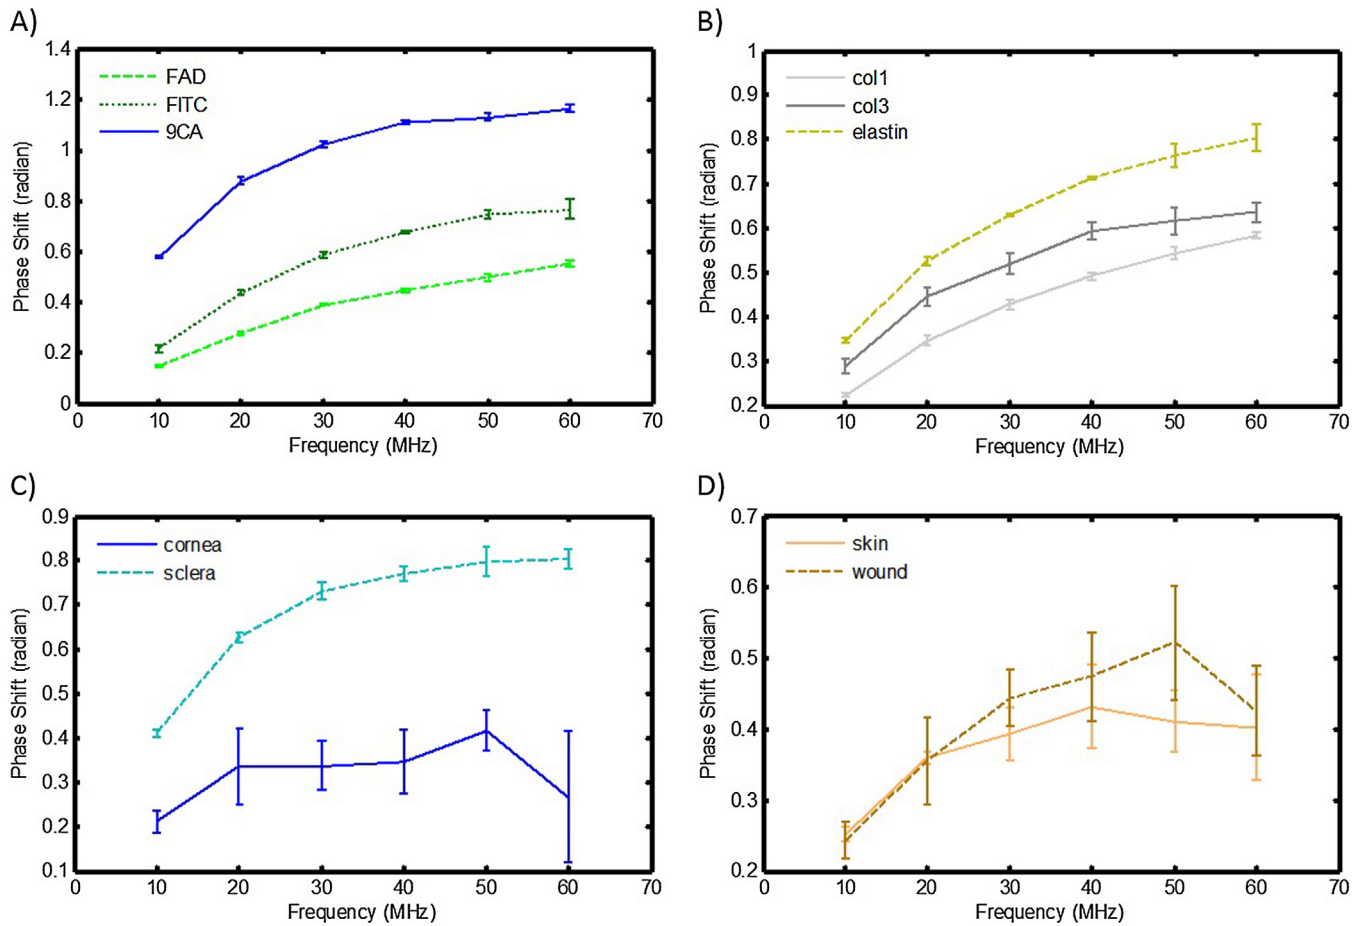 A)
1.4
1.2
1
0.8
0.6
0.4
0.2
0
Phase Shift (radian)
FAD
FITC
9CA
0 10 20 30 40 50 60 70
Frequency (MHz)
B)
1
0.9
0.8
0.7
0.6
0.5
0.4
0.3
0.2
Phase Shift (radian)
col1
col3
elastin
0 10 20 30 40 50 60 70
Frequency (MHz)
C)
0.9
0.8
0.7
0.6
0.5
0.4
0.3
0.2
0.1
Phase Shift (radian)
cornea
sclera
0 10 20 30 40 50 60 70
Frequency (MHz)
D)
0.7
0.6
0.5
0.4
0.3
0.2
Phase Shift (radian)
skin
wound
0 10 20 30 40 50 60 70
Frequency (MHz)